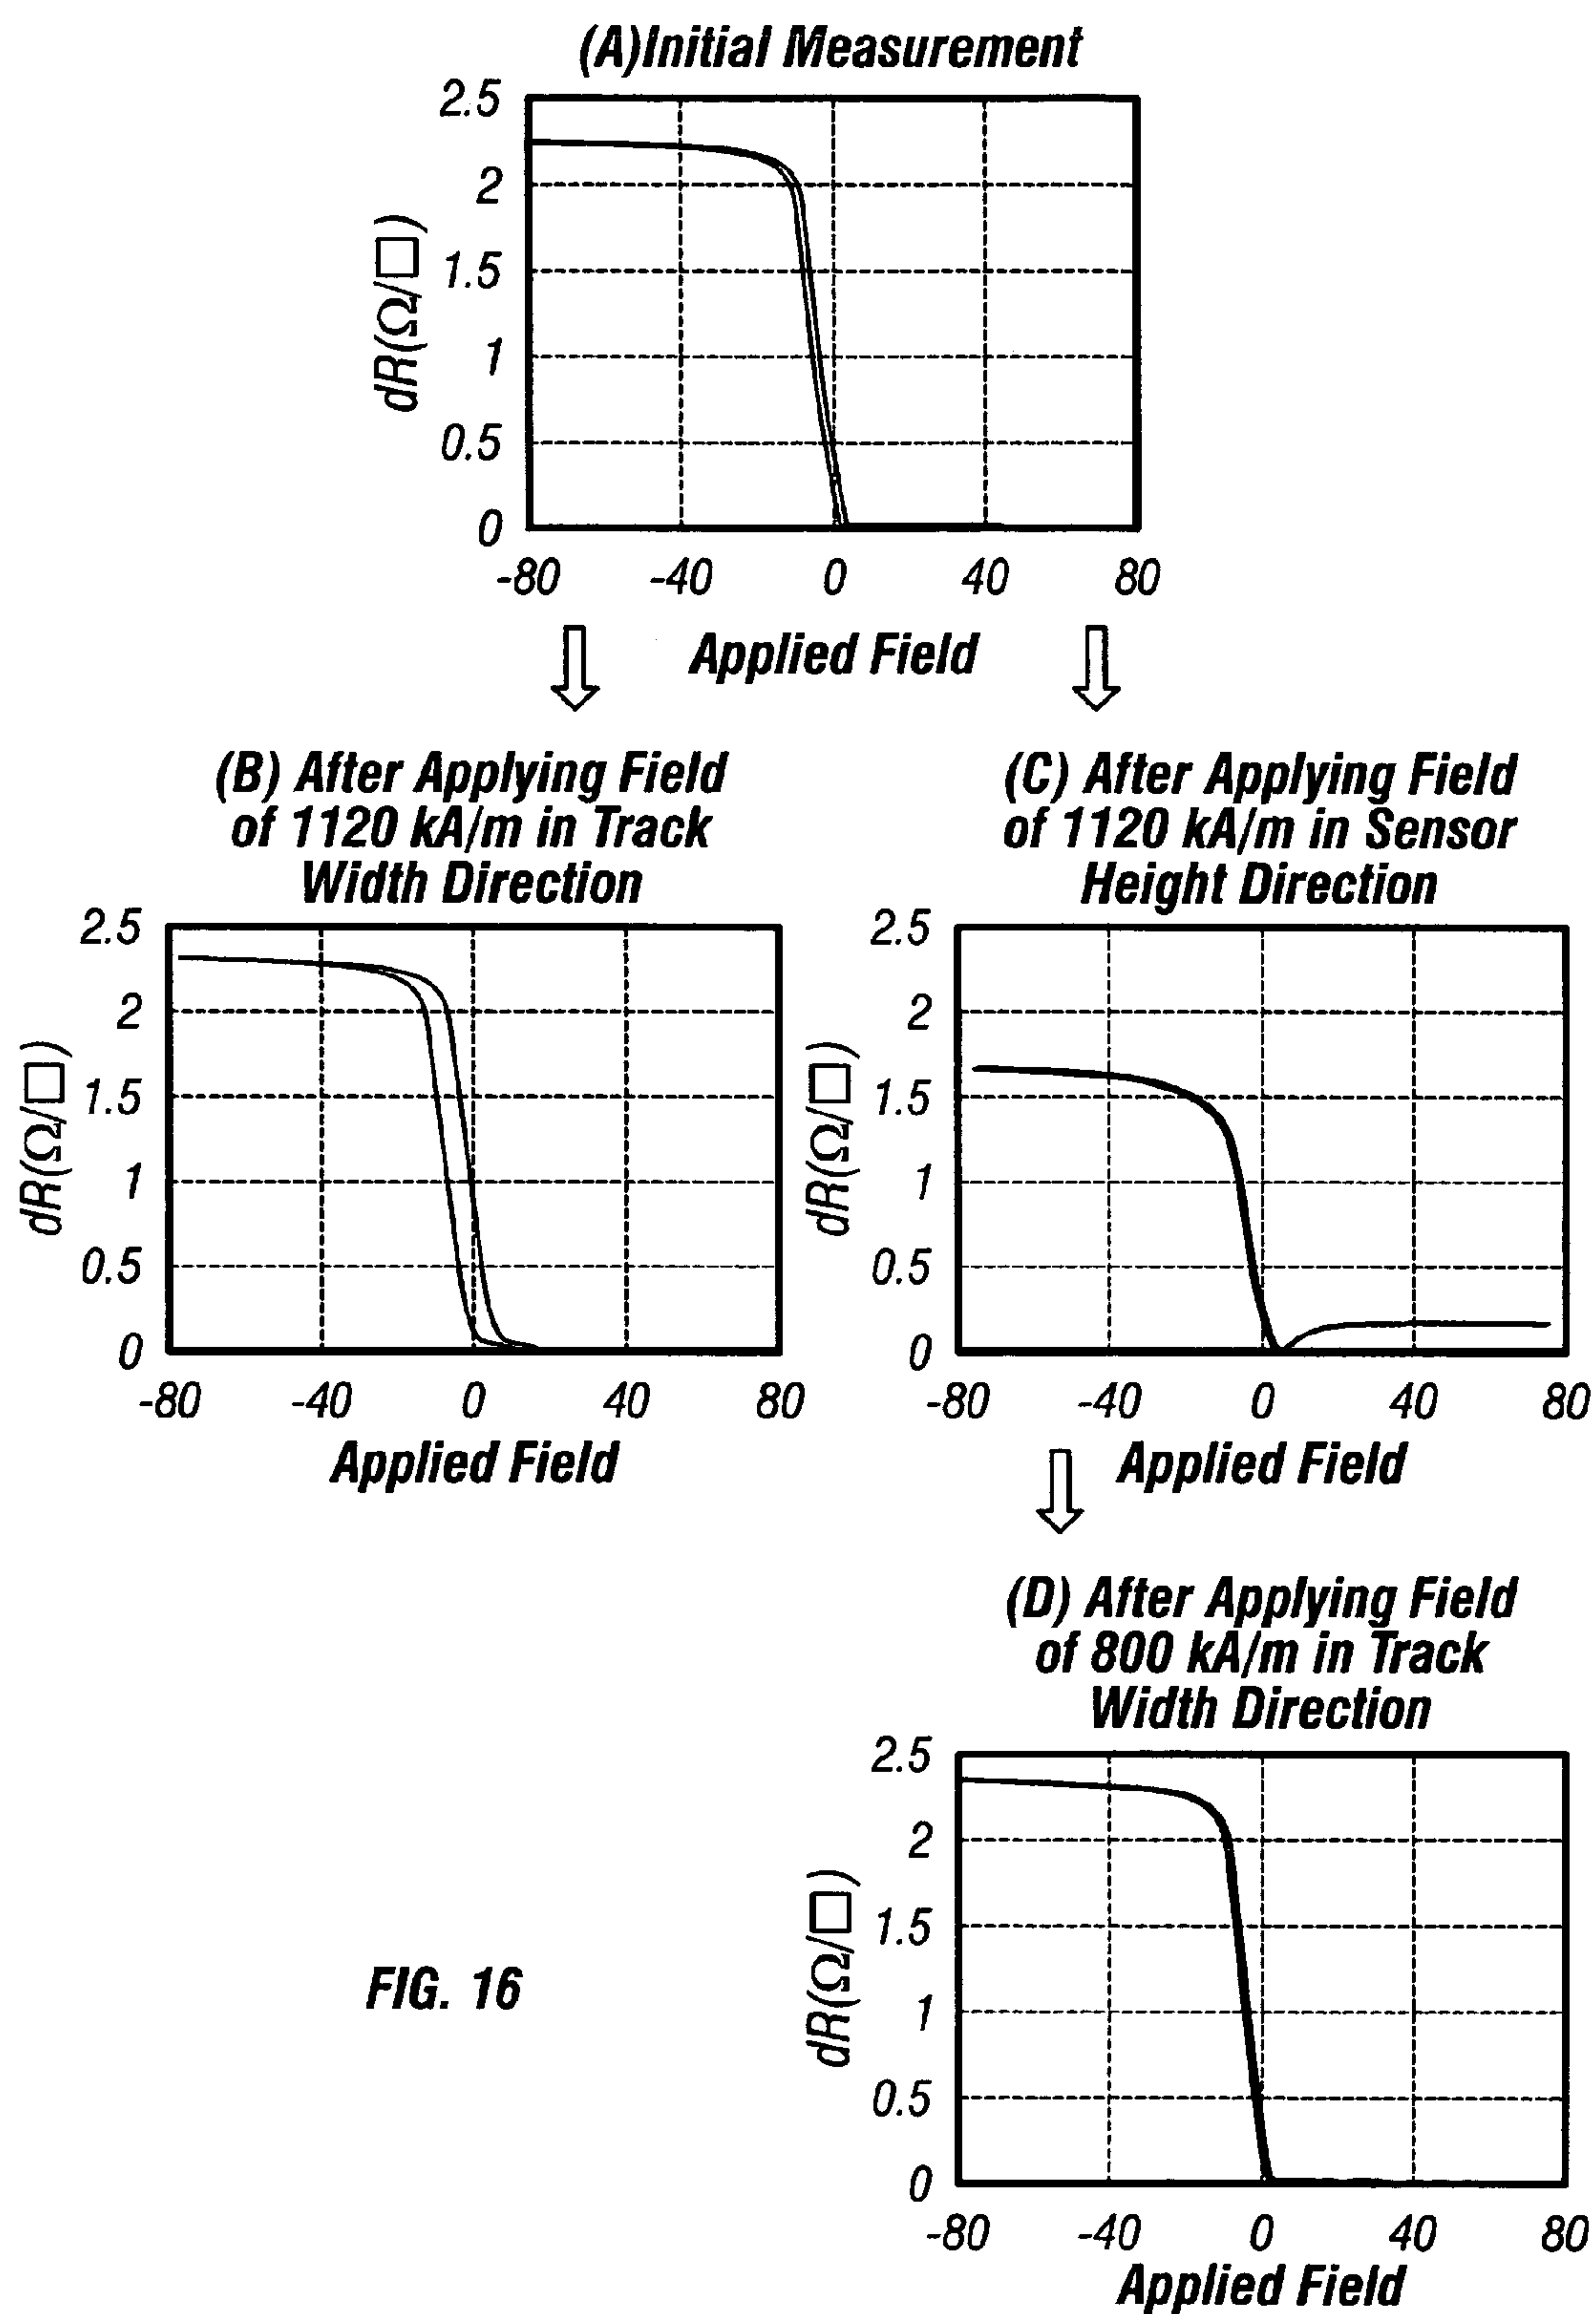 (A)Initial Measurement
2.5
2
1.5
1
0.5
0
dR(Ω/□)
-80 -40 0 40 80
Applied Field
(B) After Applying Field
of 1120 kA/m in Track
Width Direction
2.5
2
1.5
1
0.5
0
dR(Ω/□)
-80 -40 0 40 80
Applied Field
(C) After Applying Field
of 1120 kA/m in Sensor
Height Direction
2.5
2
1.5
1
0.5
0
dR(Ω/□)
-80 -40 0 40 80
Applied Field
(D) After Applying Field
of 800 kA/m in Track
Width Direction
2.5
2
1.5
1
0.5
0
dR(Ω/□)
-80 -40 0 40 80
Applied Field
FIG. 16